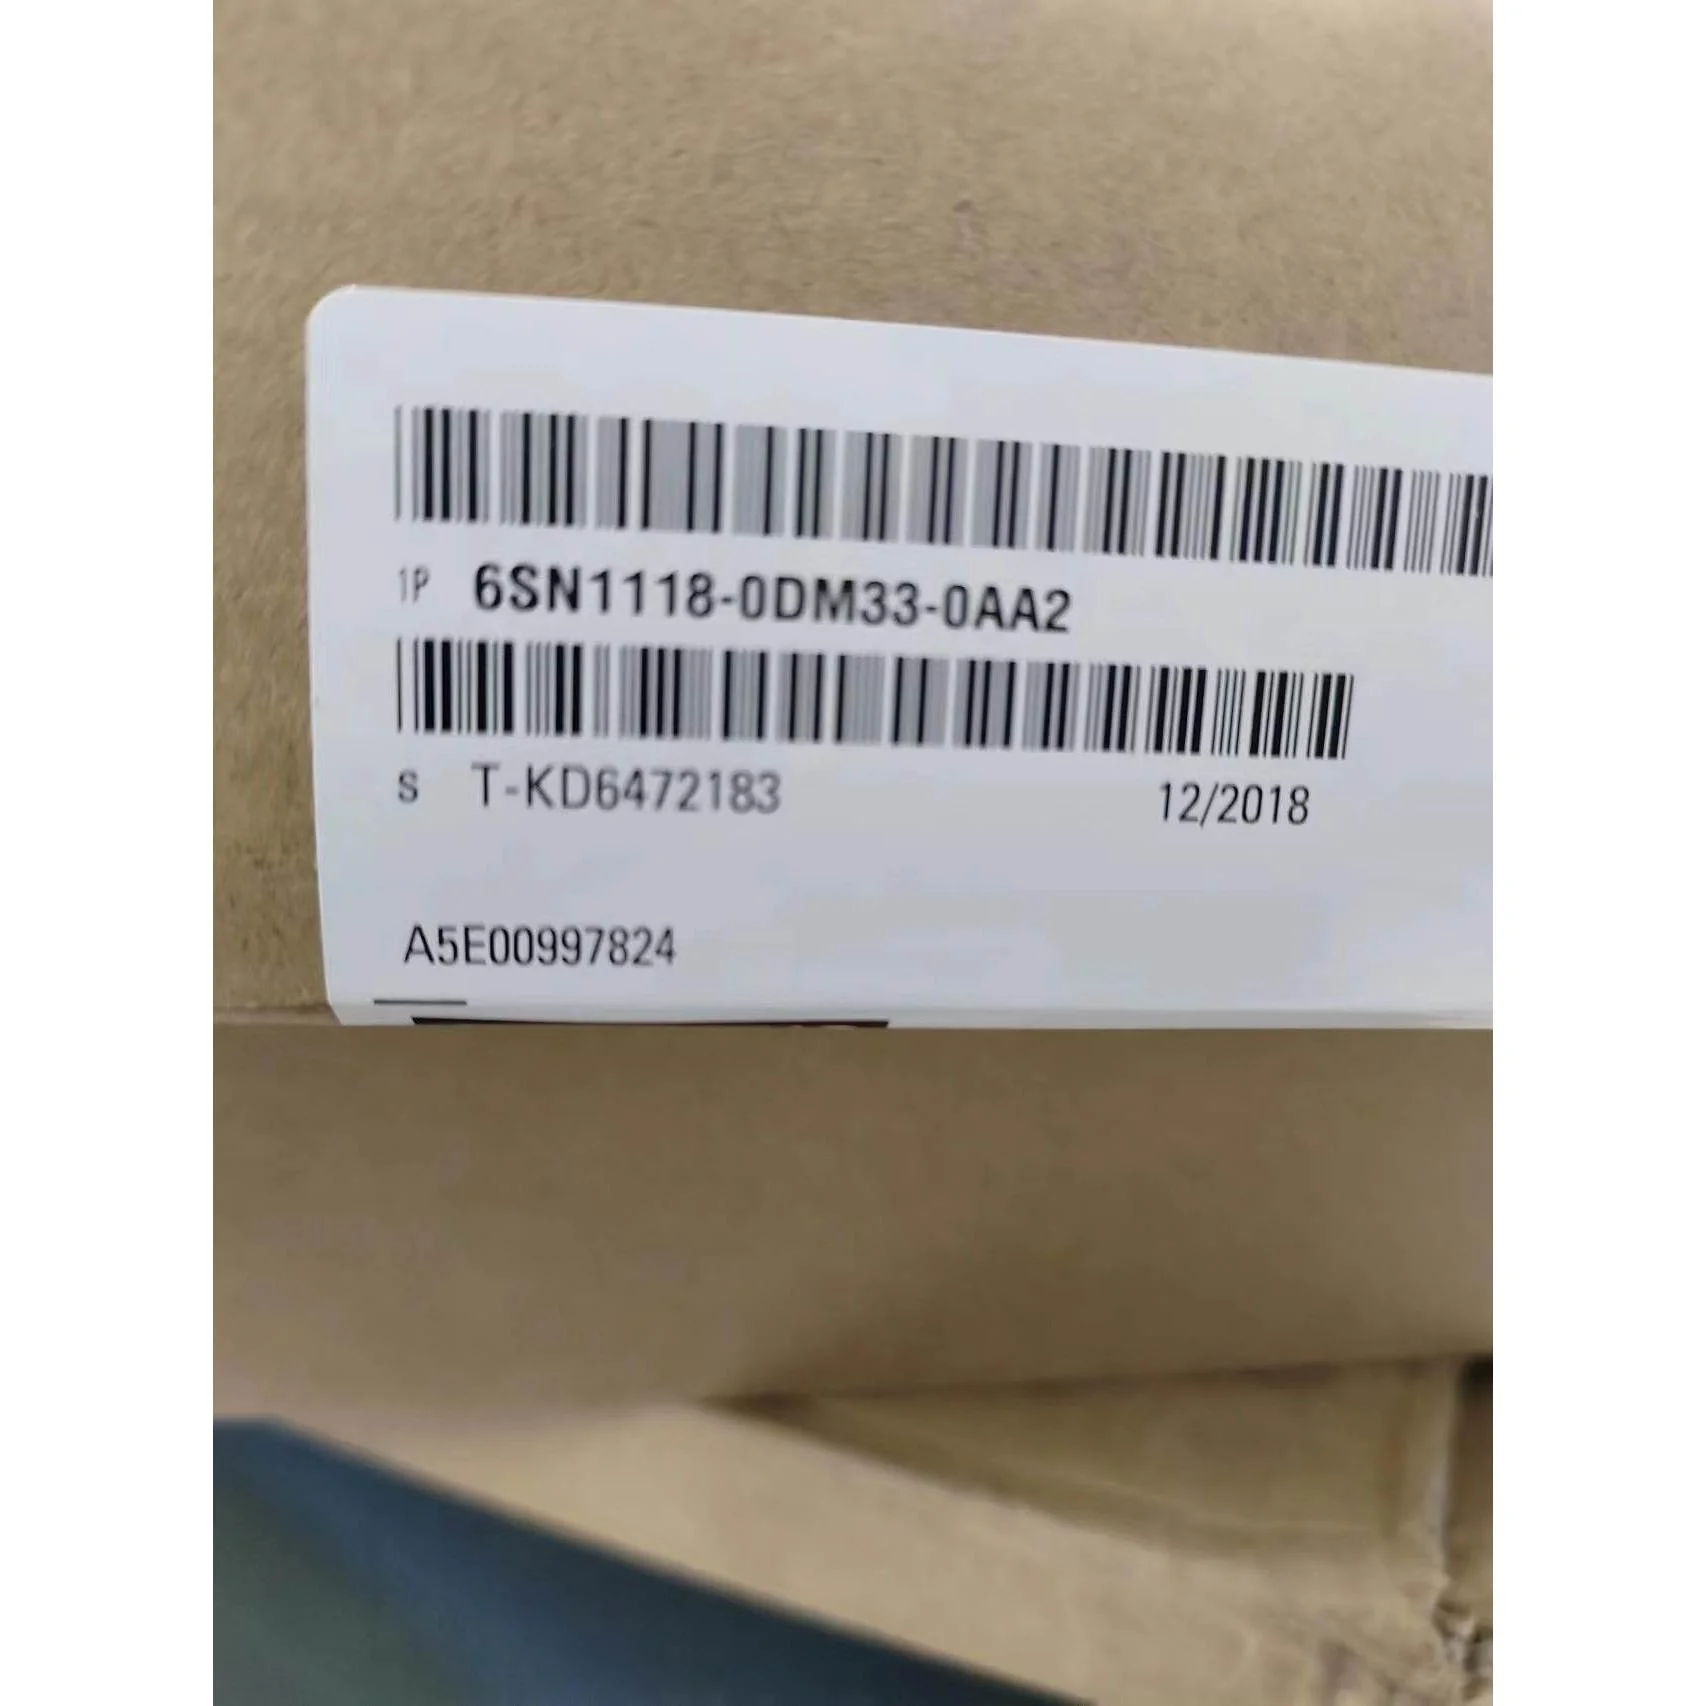 1P 6SN1118-0DM33-0AA2
S T-KD6472183 12/2018
A5E00997824